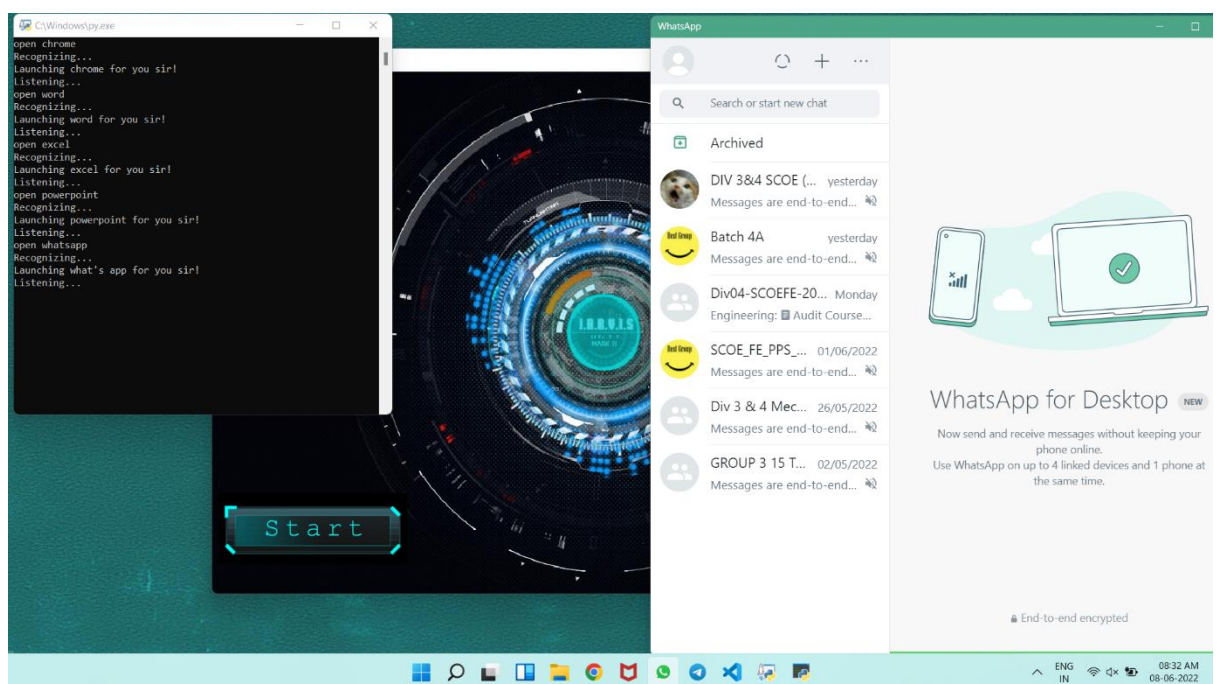 C:\Windows\py.exe
open chrome
Recognizing...
Launching chrome for you sir!
Listening...
open word
Recognizing...
Launching word for you sir!
Listening...
open excel
Recognizing...
Launching excel for you sir!
Listening...
open powerpoint
Recognizing...
Launching powerpoint for you sir!
Listening...
open whatsapp
Recognizing...
Launching what's app for you sir!
Listening...
J.A.R.V.I.S
MARK II
Start
WhatsApp
Search or start new chat
Archived
DIV 3&4 SCOE (... yesterday
Messages are end-to-end...
Best Group
Batch 4A yesterday
Messages are end-to-end...
Div04-SCOEFE-20... Monday
Engineering: Audit Course...
Best Group
SCOE_FE_PPS_... 01/06/2022
Messages are end-to-end...
Div 3 & 4 Mec... 26/05/2022
Messages are end-to-end...
GROUP 3 15 T... 02/05/2022
Messages are end-to-end...
WhatsApp for Desktop NEW
Now send and receive messages without keeping your
phone online.
Use WhatsApp on up to 4 linked devices and 1 phone at
the same time.
End-to-end encrypted
ENG
IN
08:32 AM
08-06-2022